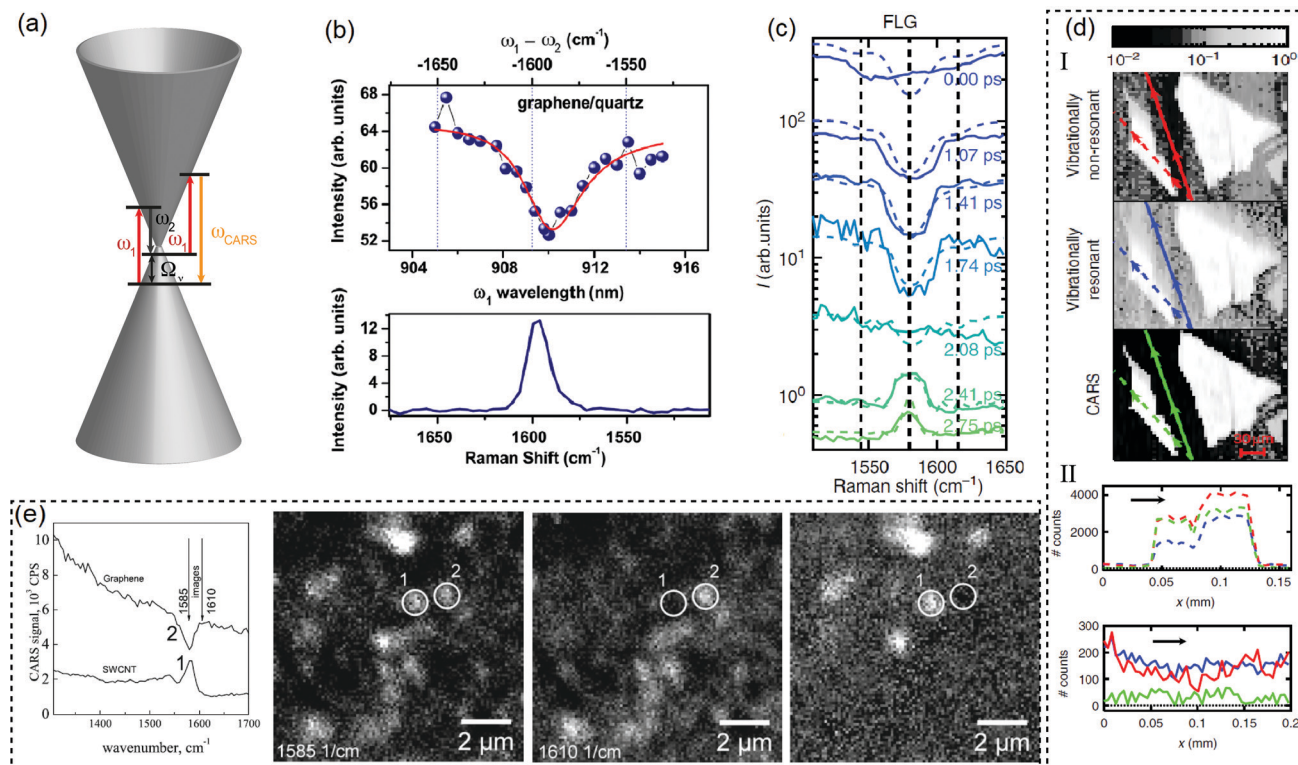 (a)
ω1
ω2
ω1
ωCARS
Ωv
(b)
ω1 − ω2 (cm-1)
-1650 -1600 -1550
graphene/quartz
Intensity (arb. units)
68
64
60
56
52
904 908 912 916
ω1 wavelength (nm)
Intensity (arb. units)
12
8
4
0
1650 1600 1550
Raman Shift (cm-1)
(c)
FLG
I (arb.units)
10²
10¹
10⁰
0.00 ps
1.07 ps
1.41 ps
1.74 ps
2.08 ps
2.41 ps
2.75 ps
1550 1600 1650
Raman shift (cm⁻¹)
(d)
10⁻² 10⁻¹ 10⁰
I
Vibrationally
non-resonant
Vibrationally
resonant
CARS
30 μm
II
# counts
4000
2000
0
0 0.05 0.1 0.15
x (mm)
# counts
300
200
100
0
0 0.05 0.1 0.15 0.2
x (mm)
(e)
CARS signal, 10³ CPS
10
8
6
4
2
0
Graphene
1585
images
1610
2
SWCNT
1
1400 1500 1600 1700
wavenumber, cm⁻¹
1
2
1585 1/cm
2 μm
1
2
1610 1/cm
2 μm
1
2
2 μm